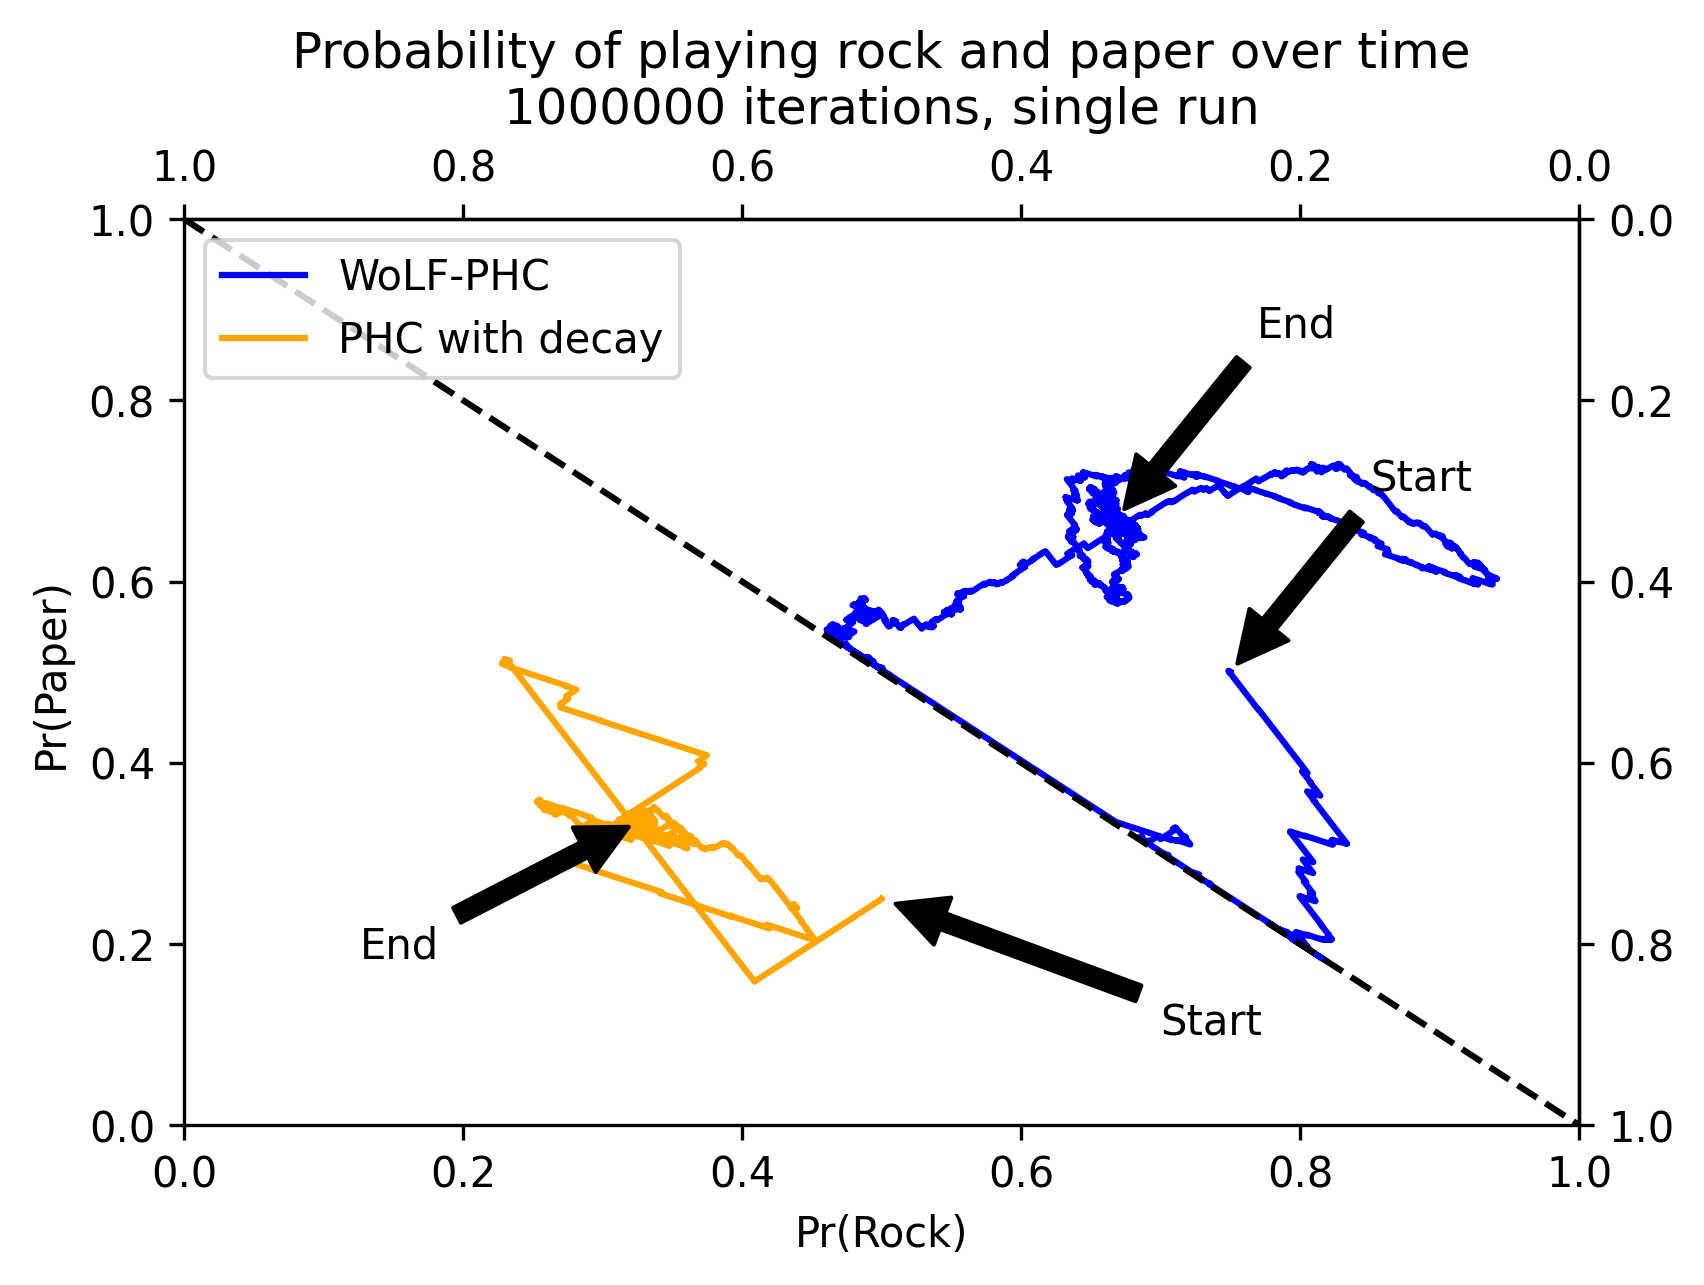 Probability of playing rock and paper over time
1000000 iterations, single run
1.0 0.8 0.6 0.4 0.2 0.0
WoLF-PHC
PHC with decay
End
Start
End
Start
1.0
0.8
0.6
0.4
0.2
0.0
Pr(Paper)
0.0
0.2
0.4
0.6
0.8
1.0
0.0 0.2 0.4 0.6 0.8 1.0
Pr(Rock)